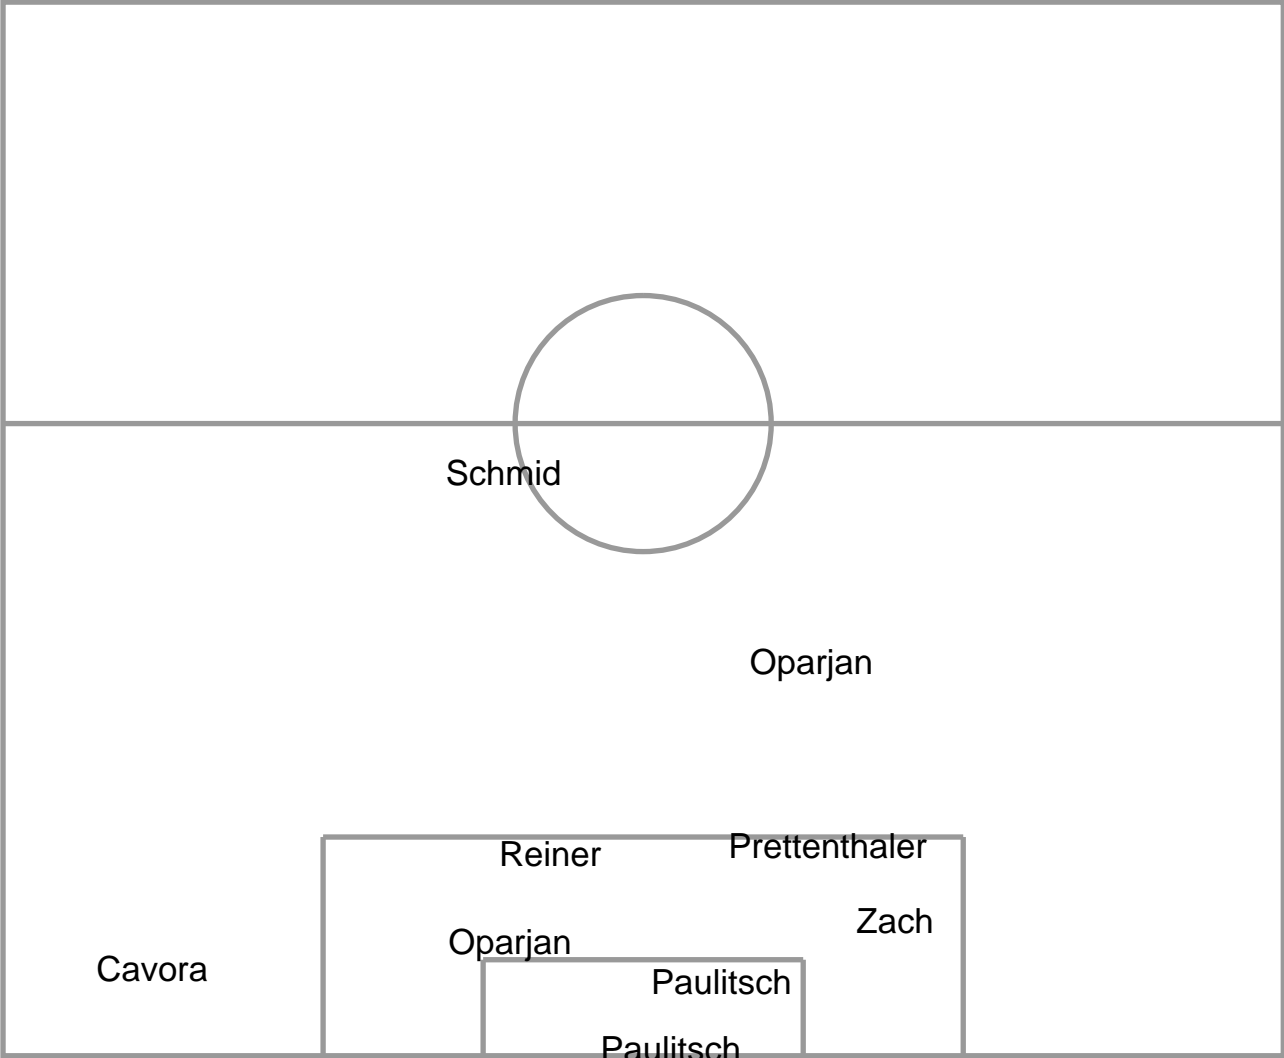 Schmid
Oparjan
Prettenthaler
Reiner
Zach
Oparjan
Cavora
Paulitsch
Paulitsch